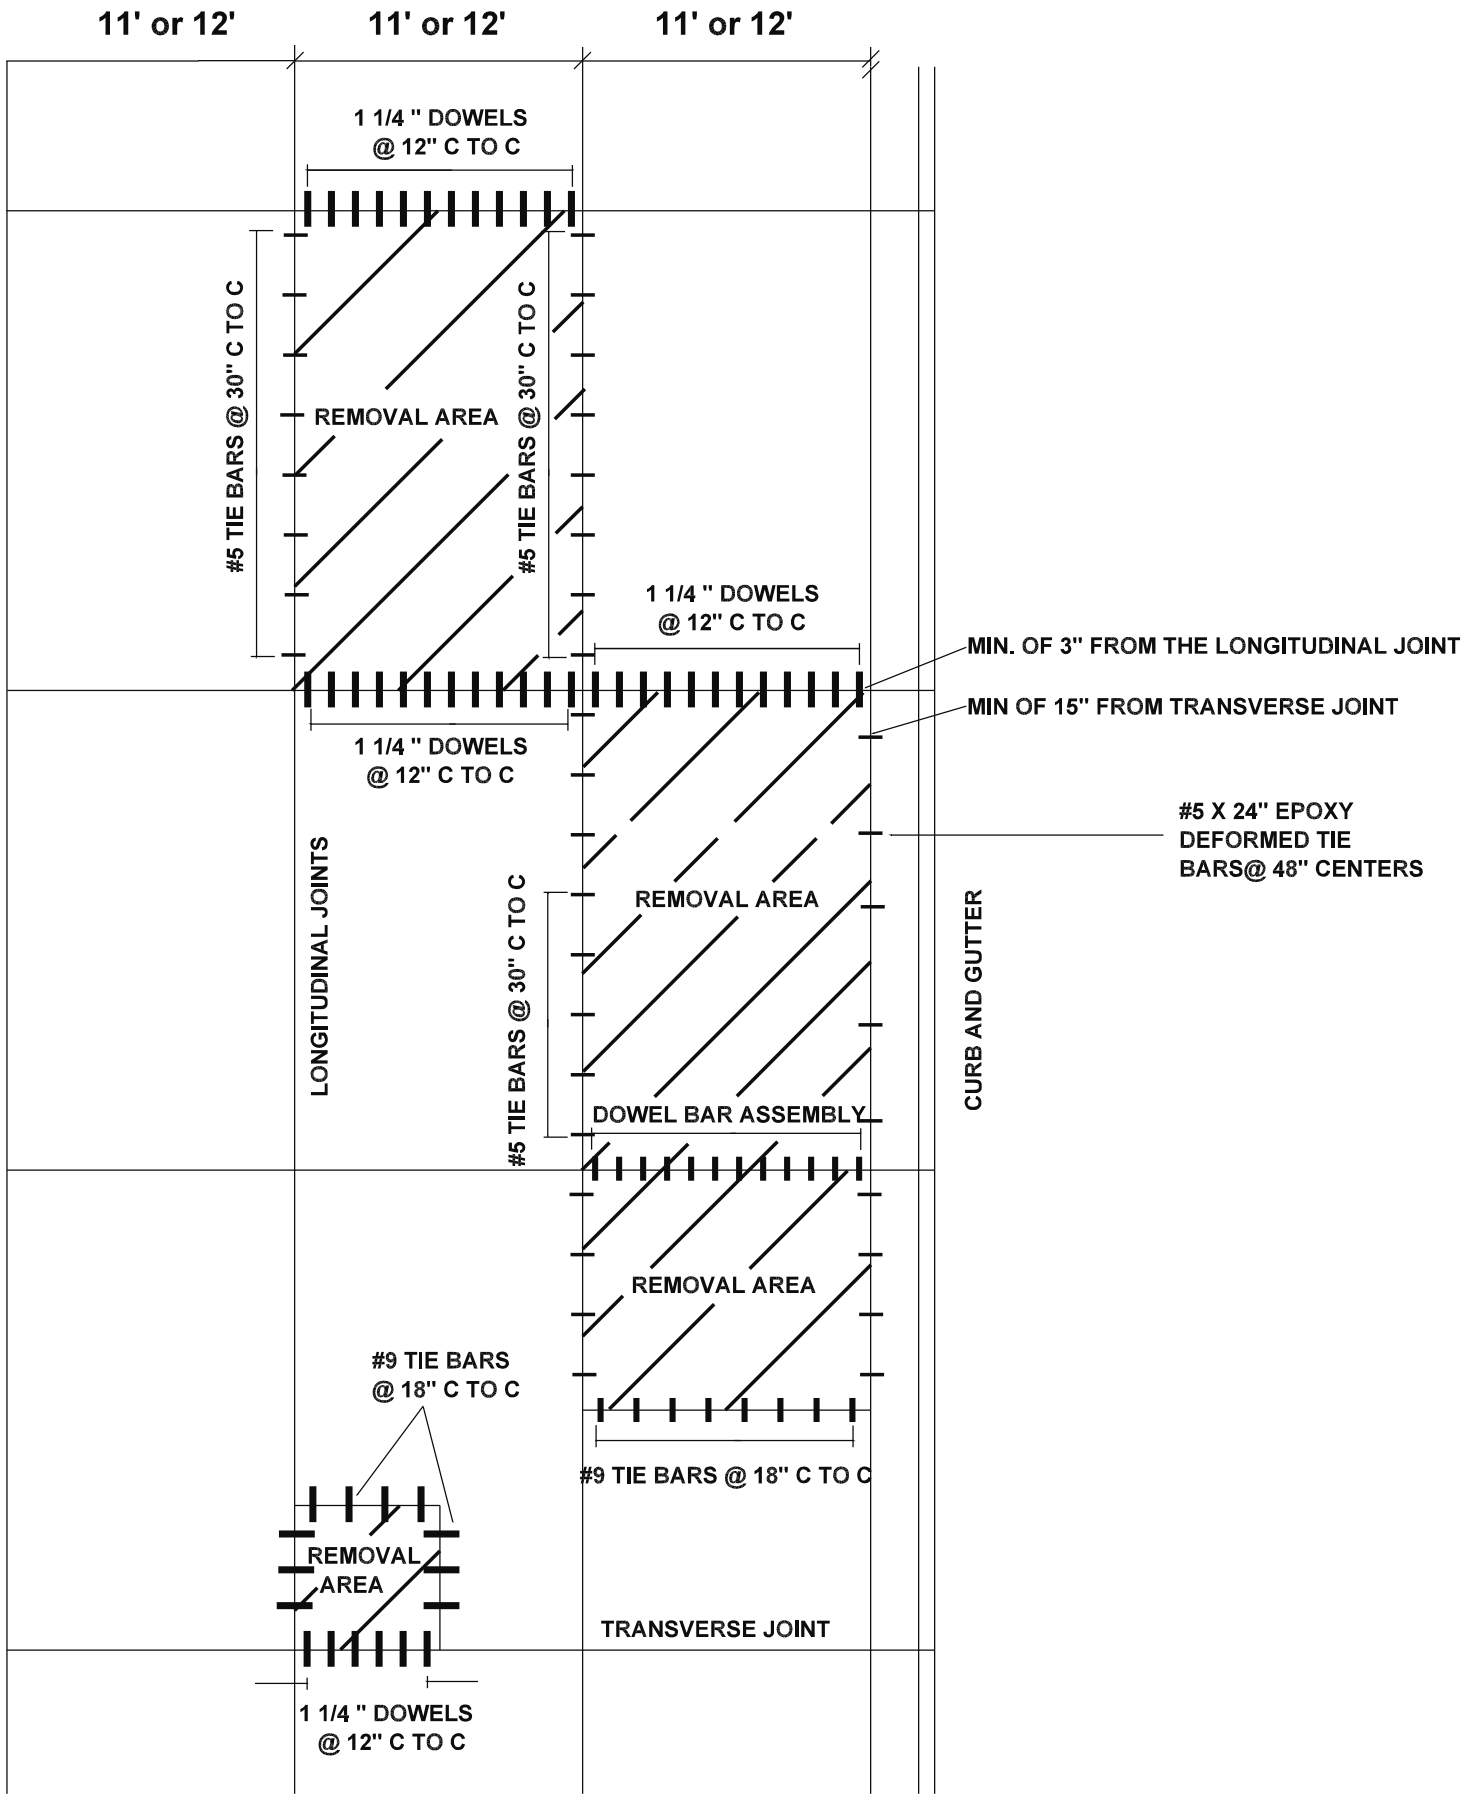 11' or 12'
11' or 12'
11' or 12'
1 1/4 " DOWELS
@ 12" C TO C
#5 TIE BARS @ 30" C TO C
#5 TIE BARS @ 30" C TO C
REMOVAL AREA
1 1/4 " DOWELS
@ 12" C TO C
MIN. OF 3" FROM THE LONGITUDINAL JOINT
MIN OF 15" FROM TRANSVERSE JOINT
1 1/4 " DOWELS
@ 12" C TO C
#5 X 24" EPOXY
DEFORMED TIE
BARS@ 48" CENTERS
LONGITUDINAL JOINTS
#5 TIE BARS @ 30" C TO C
REMOVAL AREA
CURB AND GUTTER
DOWEL BAR ASSEMBLY
REMOVAL AREA
#9 TIE BARS
@ 18" C TO C
#9 TIE BARS @ 18" C TO C
REMOVAL
AREA
TRANSVERSE JOINT
1 1/4 " DOWELS
@ 12" C TO C